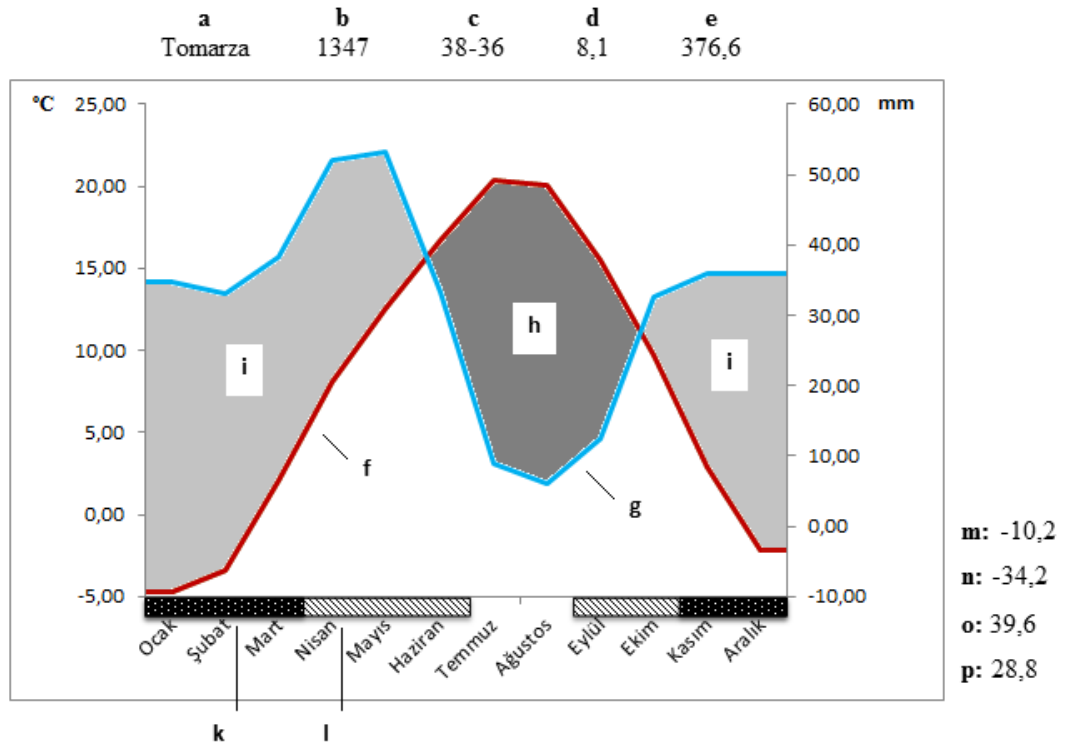 a b c d e
Tomarza 1347 38-36 8,1 376,6
°C 25,00 60,00 mm
20,00 50,00
15,00 40,00
10,00 30,00
5,00 20,00
0,00 10,00
-5,00 0,00
-10,00
i h i
f
g
Ocak Şubat Mart Nisan Mayıs Haziran Temmuz Ağustos Eylül Ekim Kasım Aralık
k l
m: -10,2
n: -34,2
o: 39,6
p: 28,8